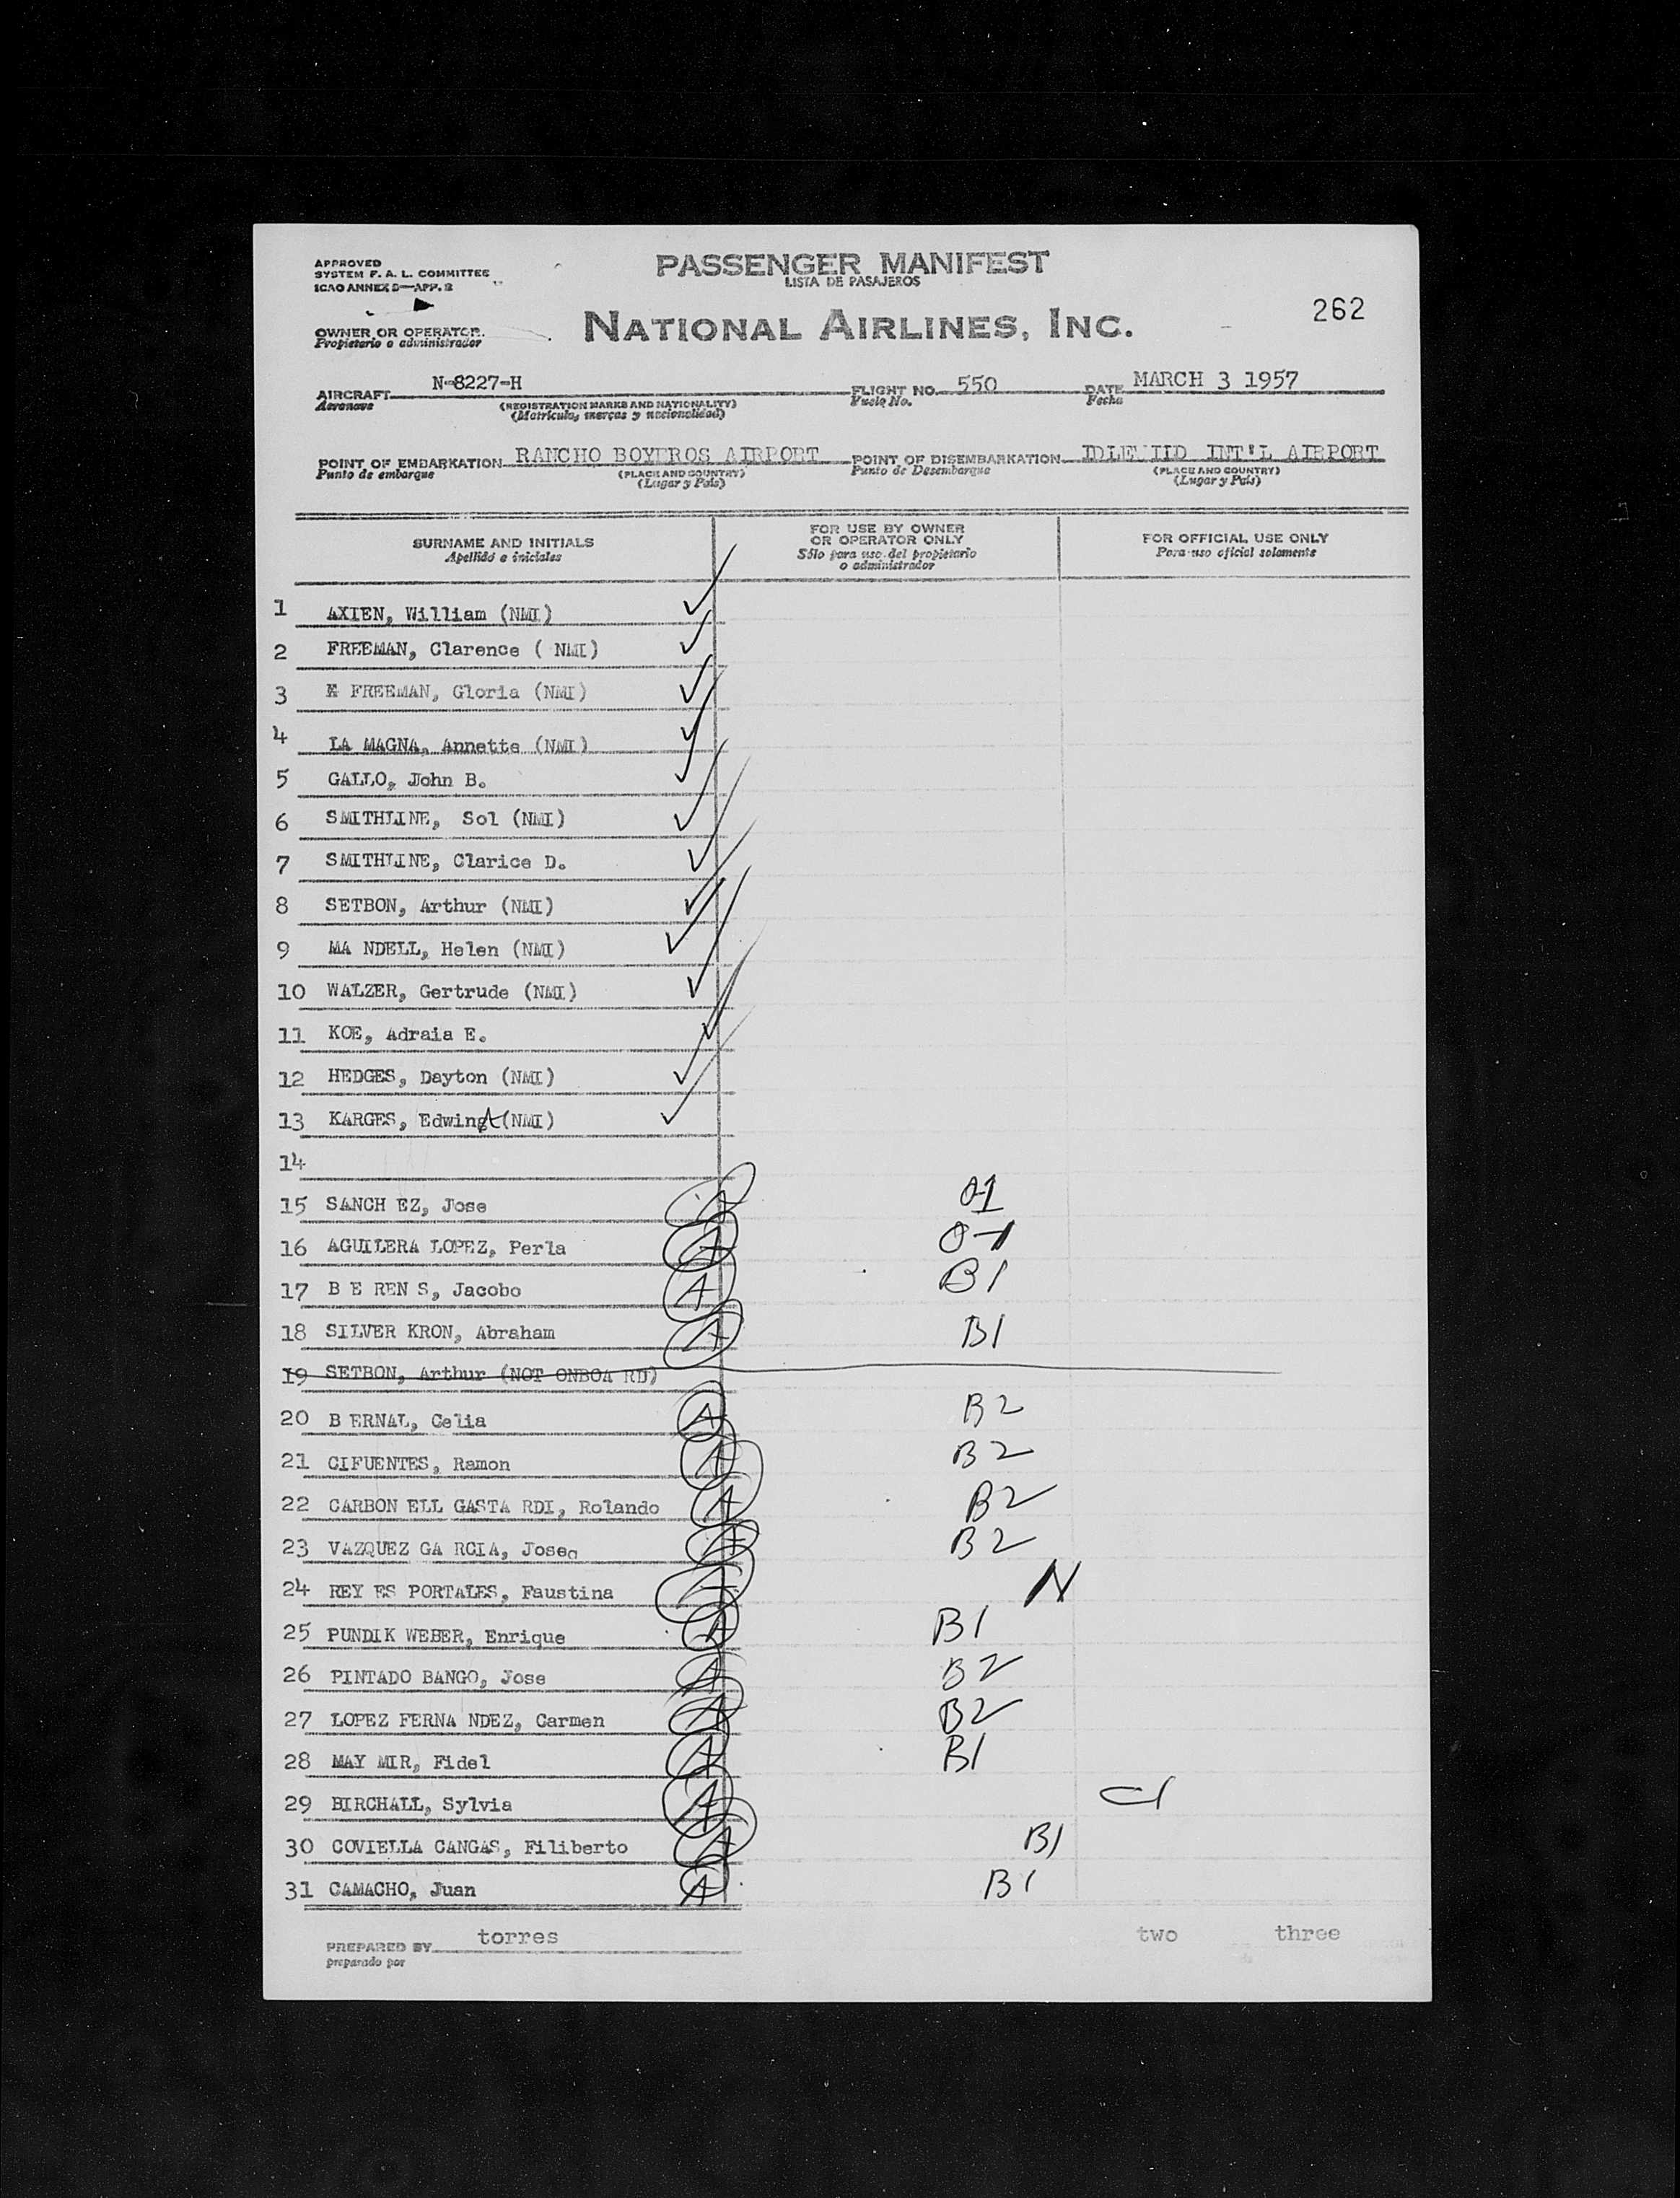 APPROVED
SYSTEM F. A. L. COMMITTEE
ICAO ANNEX 9—APP. 3
PASSENGER MANIFEST
LISTA DE PASAJEROS
262
OWNER OR OPERATOR.
Propietario o administrador
NATIONAL AIRLINES, INC.
AIRCRAFT N-8227-H FLIGHT NO. 550 DATE MARCH 3 1957
Aeronave (REGISTRATION MARKS AND NATIONALITY) Vuelo No. Fecha
(Matricula, marcas y nacionalidad)
POINT OF EMBARKATION RANCHO BOYEROS AIRPORT POINT OF DISEMBARKATION IDLEWIID INT'L AIRPORT
Punto de embarque (PLACE AND COUNTRY) Punto de Desembarque (PLACE AND COUNTRY)
(Lugar y País) (Lugar y País)
SURNAME AND INITIALS
Apellido e iniciales
FOR USE BY OWNER
OR OPERATOR ONLY
Sólo para uso del propietario
o administrador
FOR OFFICIAL USE ONLY
Para uso oficial solamente
1 AXIEN, William (NMI)
2 FREEMAN, Clarence ( NMI)
3 E FREEMAN, Gloria (NMI)
4 LA MAGNA, Annette (NMI)
5 GALLO, John B.
6 SMITHLINE, Sol (NMI)
7 SMITHLINE, Clarice D.
8 SETBON, Arthur (NMI)
9 MA NDELL, Helen (NMI)
10 WALZER, Gertrude (NMI)
11 KOE, Adraia E.
12 HEDGES, Dayton (NMI)
13 KARGES, Edwin A (NMI)
14
15 SANCH EZ, Jose A 0-1
16 AGUILERA LOPEZ, Perla A 0-1
17 B E REN S, Jacobo A B1
18 SILVER KRON, Abraham A B1
19 SETBON, Arthur (NOT ONBOA RD)
20 B ERNAL, Celia A B2
21 CIFUENTES, Ramon A B2
22 CARBON ELL GASTA RDI, Rolando A B2
23 VAZQUEZ GA RCIA, Jose A B2
24 REY ES PORTALES, Faustina A N
25 PUNDIK WEBER, Enrique A B1
26 PINTADO BANGO, Jose A B2
27 LOPEZ FERNA NDEZ, Carmen A B2
28 MAY MIR, Fidel A B1
29 BIRCHALL, Sylvia A C1
30 COVIELLA CANGAS, Filiberto A B1
31 CAMACHO, Juan A B1
PREPARED BY torres two three
preparado por